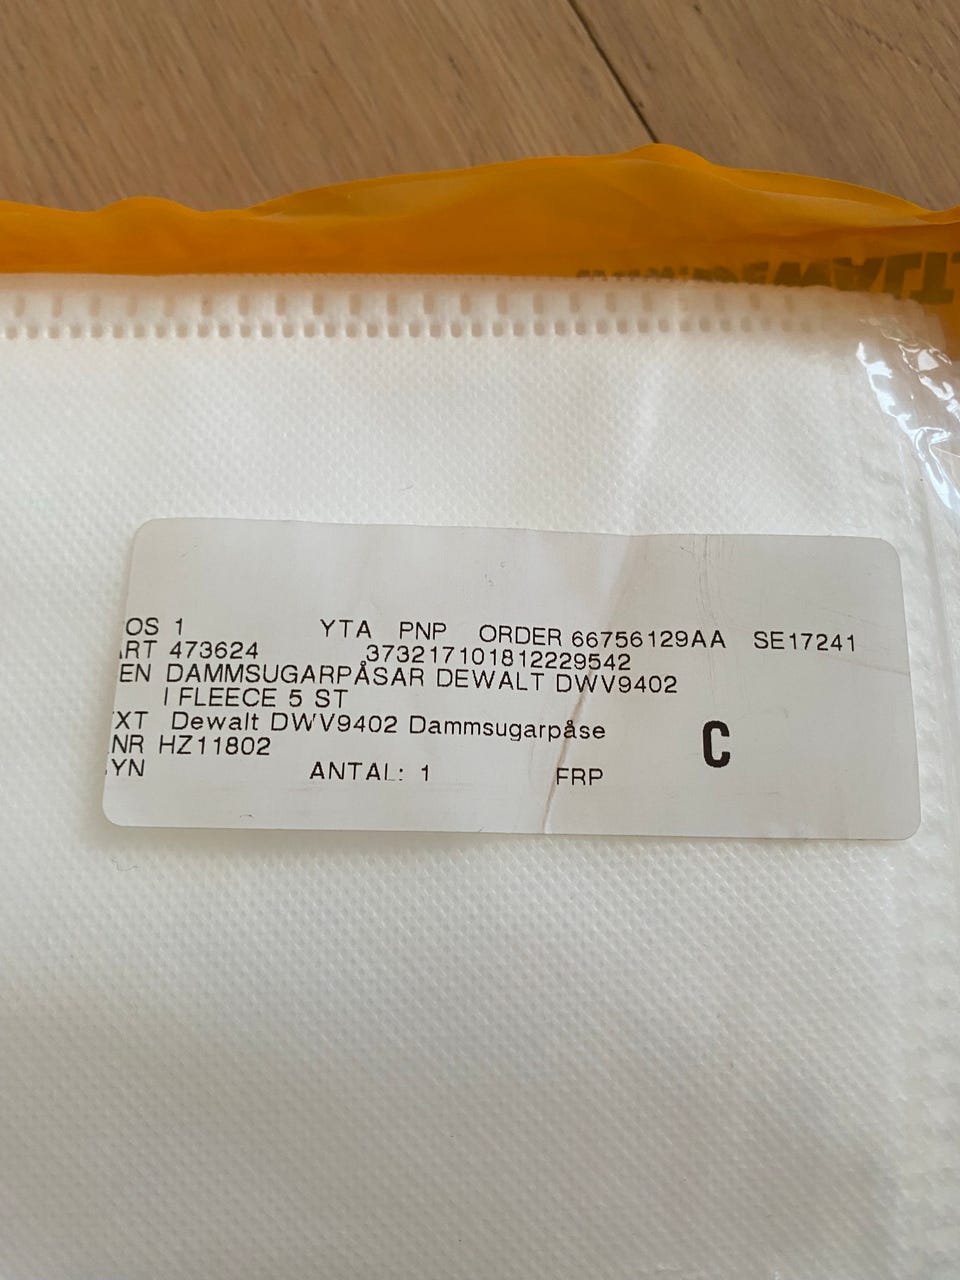 OS 1 YTA PNP ORDER 66756129AA SE17241
RT 473624 373217101812229542
EN DAMMSUGARPÅSAR DEWALT DWV9402
I FLEECE 5 ST
XT Dewalt DWV9402 Dammsugarpåse
NR HZ11802
C
YN ANTAL: 1 FRP